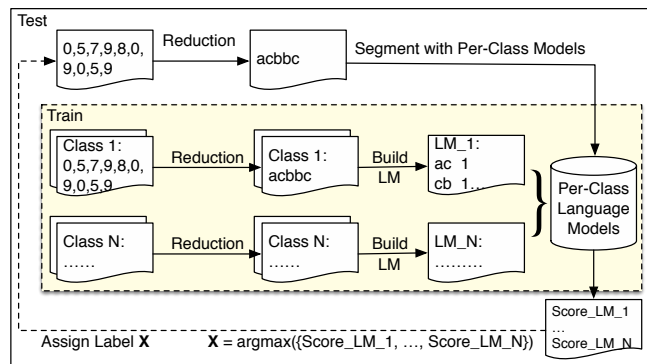 Test
0,5,7,9,8,0,
9,0,5,9
Reduction
acbbc
Segment with Per-Class Models
Train
Class 1:
0,5,7,9,8,0,
9,0,5,9
Reduction
Class 1:
acbbc
Build
LM
LM_1:
ac 1
cb 1...
}
Per-Class
Language
Models
Class N:
......
Reduction
Class N:
......
Build
LM
LM_N:
.........
Score_LM_1
...
Score_LM_N
Assign Label X
X = argmax({Score_LM_1, ..., Score_LM_N})